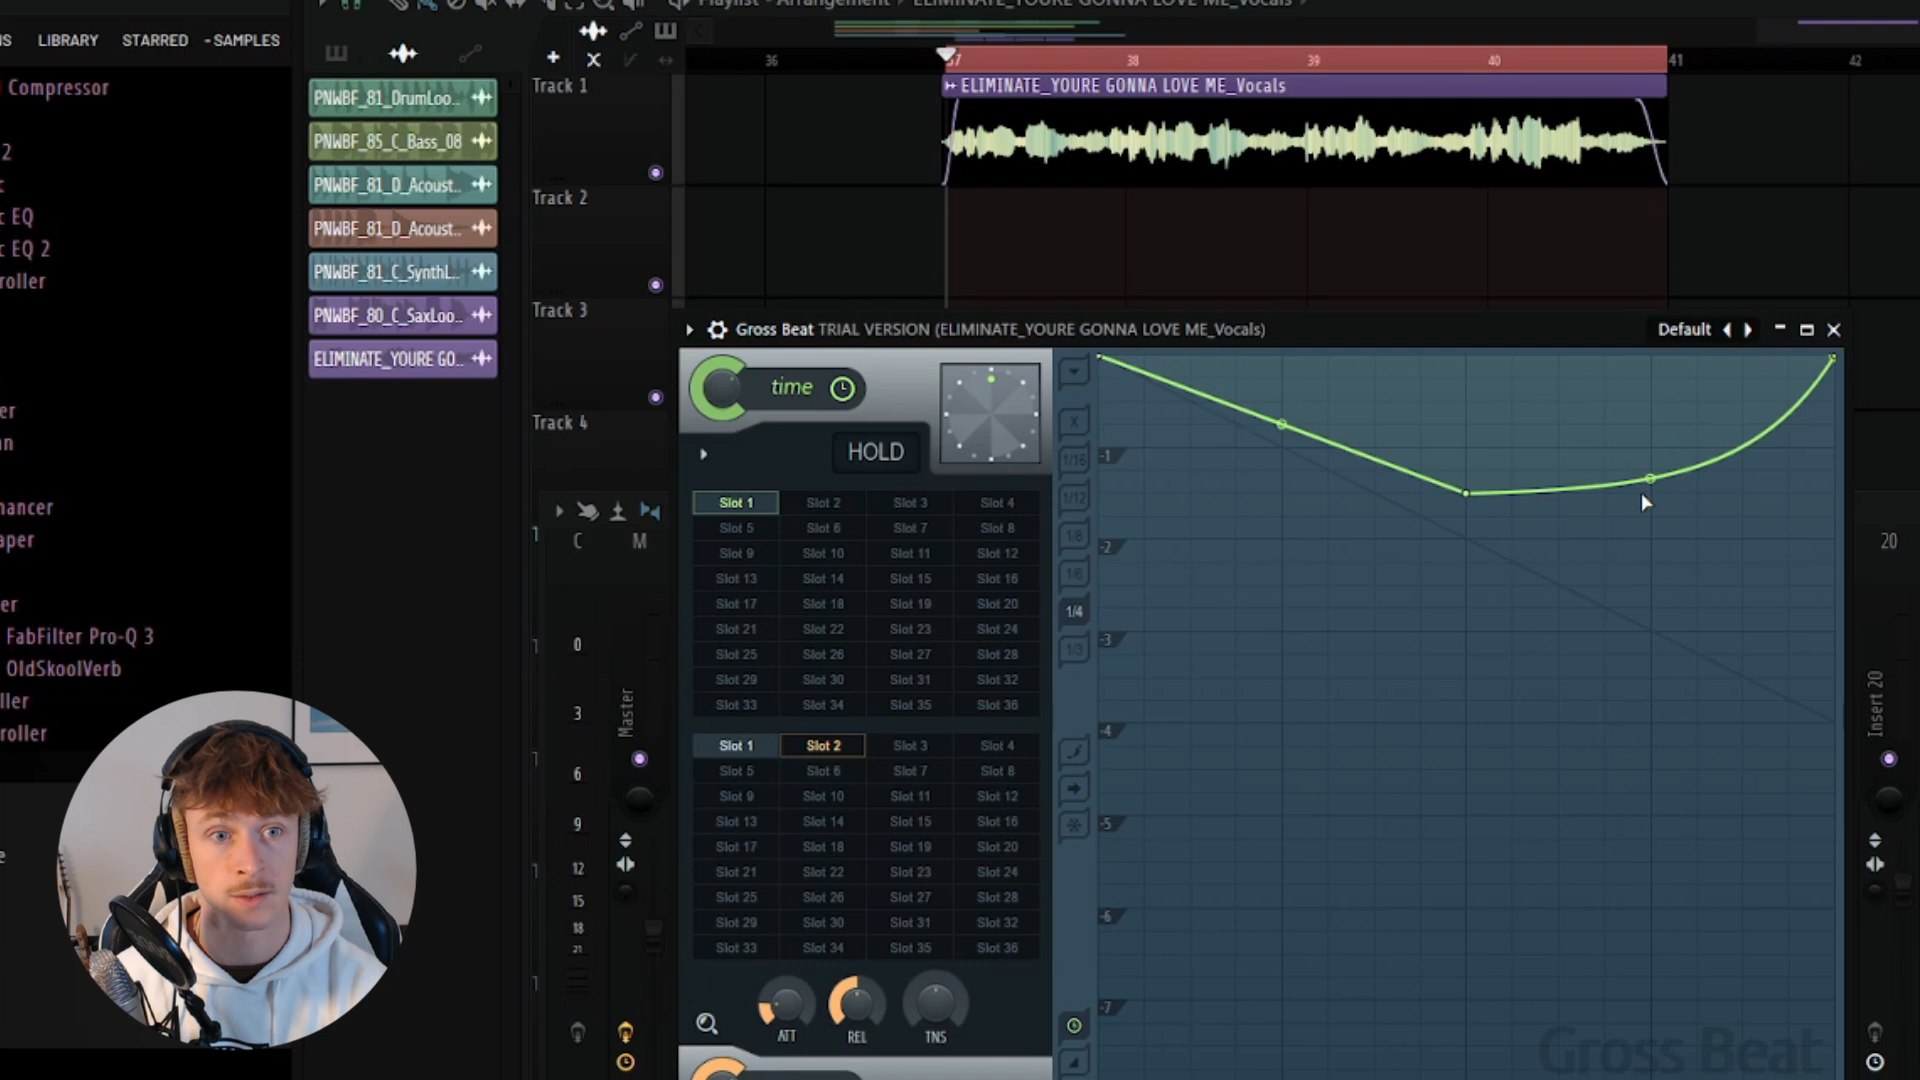 Playlist - Arrangement › ELIMINATE_YOURE GONNA LOVE ME_Vocals ›
LIBRARY STARRED - SAMPLES
36 37 38 39 40 41 42
Compressor
2
EQ
EQ 2
FabFilter Pro-Q 3
OldSkoolVerb
PNWBF_81_DrumLoo..
PNWBF_85_C_Bass_08
PNWBF_81_D_Acoust..
PNWBF_81_D_Acoust..
PNWBF_81_C_SynthL..
PNWBF_80_C_SaxLoo..
ELIMINATE_YOURE GO..
Track 1
ELIMINATE_YOURE GONNA LOVE ME_Vocals
Track 2
Track 3
Track 4
Gross Beat TRIAL VERSION (ELIMINATE_YOURE GONNA LOVE ME_Vocals)
Default
time
HOLD
Slot 1 Slot 2 Slot 3 Slot 4
Slot 5 Slot 6 Slot 7 Slot 8
Slot 9 Slot 10 Slot 11 Slot 12
Slot 13 Slot 14 Slot 15 Slot 16
Slot 17 Slot 18 Slot 19 Slot 20
Slot 21 Slot 22 Slot 23 Slot 24
Slot 25 Slot 26 Slot 27 Slot 28
Slot 29 Slot 30 Slot 31 Slot 32
Slot 33 Slot 34 Slot 35 Slot 36
Slot 1 Slot 2 Slot 3 Slot 4
Slot 5 Slot 6 Slot 7 Slot 8
Slot 9 Slot 10 Slot 11 Slot 12
Slot 13 Slot 14 Slot 15 Slot 16
Slot 17 Slot 18 Slot 19 Slot 20
Slot 21 Slot 22 Slot 23 Slot 24
Slot 25 Slot 26 Slot 27 Slot 28
Slot 29 Slot 30 Slot 31 Slot 32
Slot 33 Slot 34 Slot 35 Slot 36
ATT REL TNS
X
1/16
1/12
1/8
1/6
1/4
1/3
-1
-2
-3
-4
-5
-6
-7
Gross Beat
C M
0
3
6
9
12
15
18
21
Master
20
Insert 20